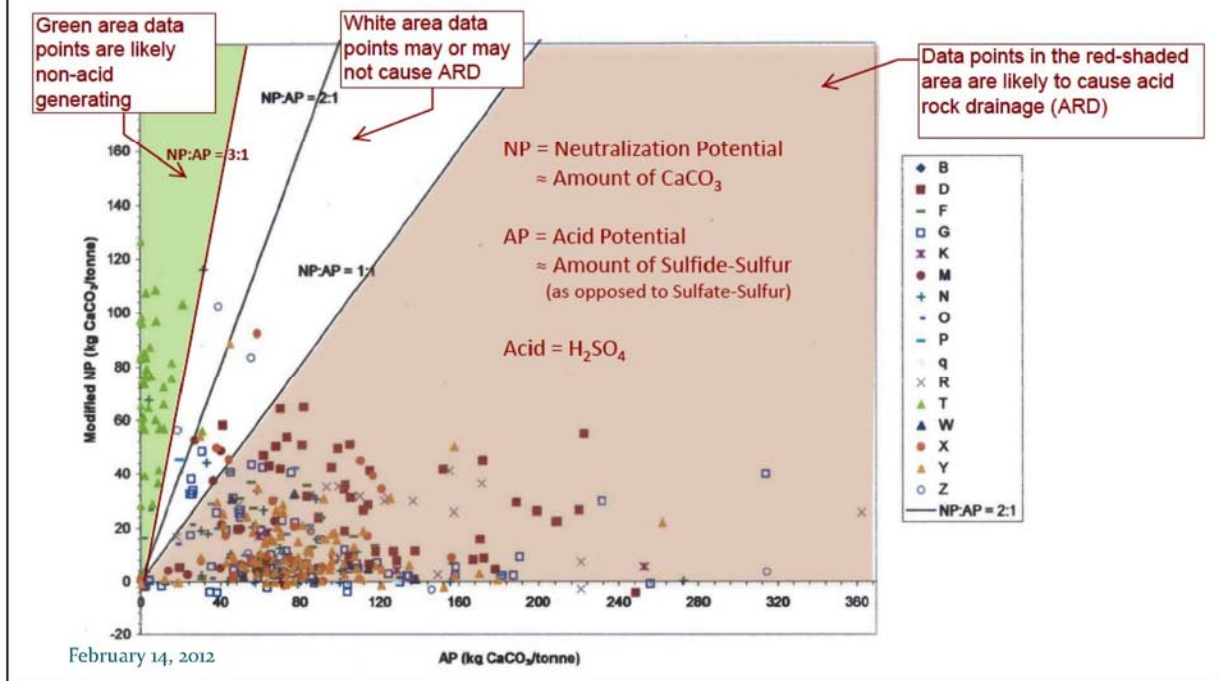 Green area data
points are likely
non-acid
generating
White area data
points may or may
not cause ARD
Data points in the red-shaded
area are likely to cause acid
rock drainage (ARD)
NP:AP = 3:1
NP:AP = 2:1
NP:AP = 1:1
NP = Neutralization Potential
≈ Amount of CaCO₃
AP = Acid Potential
≈ Amount of Sulfide-Sulfur
(as opposed to Sulfate-Sulfur)
Acid = H₂SO₄
Modified NP (kg CaCO₃/tonne)
160
140
120
100
80
60
40
20
0
-20
0 40 80 120 160 200 240 280 320 360
AP (kg CaCO₃/tonne)
B
D
F
G
K
M
N
O
P
q
R
T
W
X
Y
Z
NP:AP = 2:1
February 14, 2012